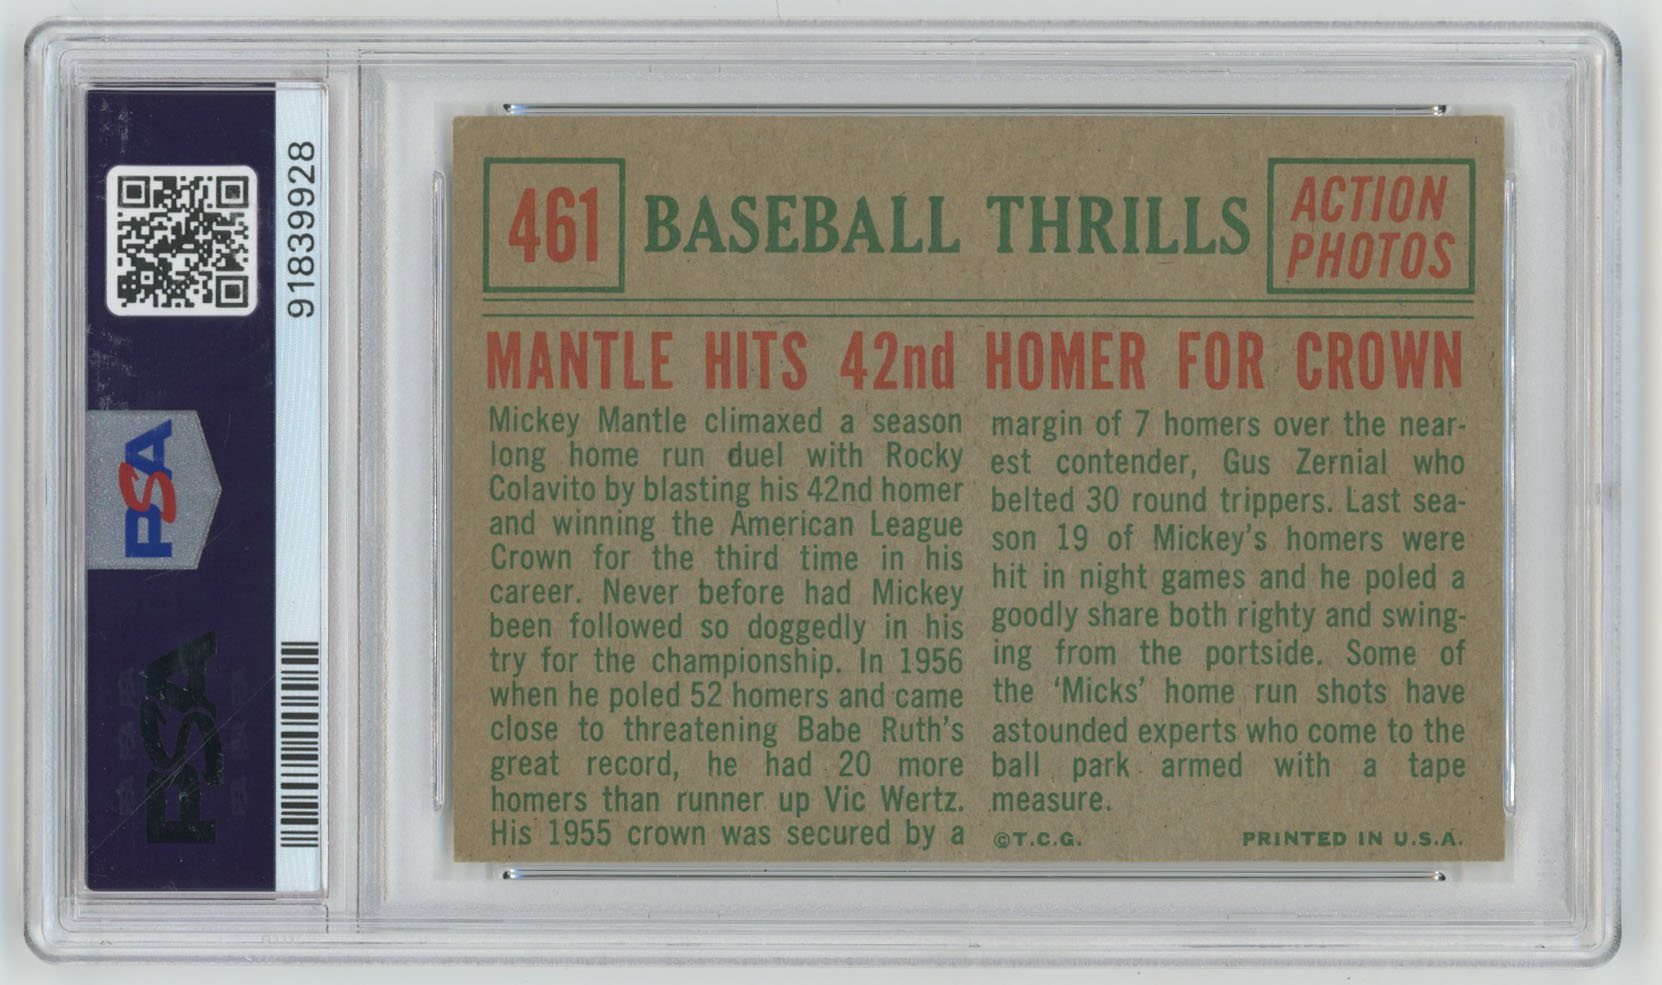 91839928
PSA
PSA
461
BASEBALL THRILLS
ACTION
PHOTOS
MANTLE HITS 42nd HOMER FOR CROWN
Mickey Mantle climaxed a season
long home run duel with Rocky
Colavito by blasting his 42nd homer
and winning the American League
Crown for the third time in his
career. Never before had Mickey
been followed so doggedly in his
try for the championship. In 1956
when he poled 52 homers and came
close to threatening Babe Ruth's
great record, he had 20 more
homers than runner up Vic Wertz.
His 1955 crown was secured by a
margin of 7 homers over the near-
est contender, Gus Zernial who
belted 30 round trippers. Last sea-
son 19 of Mickey's homers were
hit in night games and he poled a
goodly share both righty and swing-
ing from the portside. Some of
the 'Micks' home run shots have
astounded experts who come to the
ball park armed with a tape
measure.
©T.C.G.
PRINTED IN U.S.A.